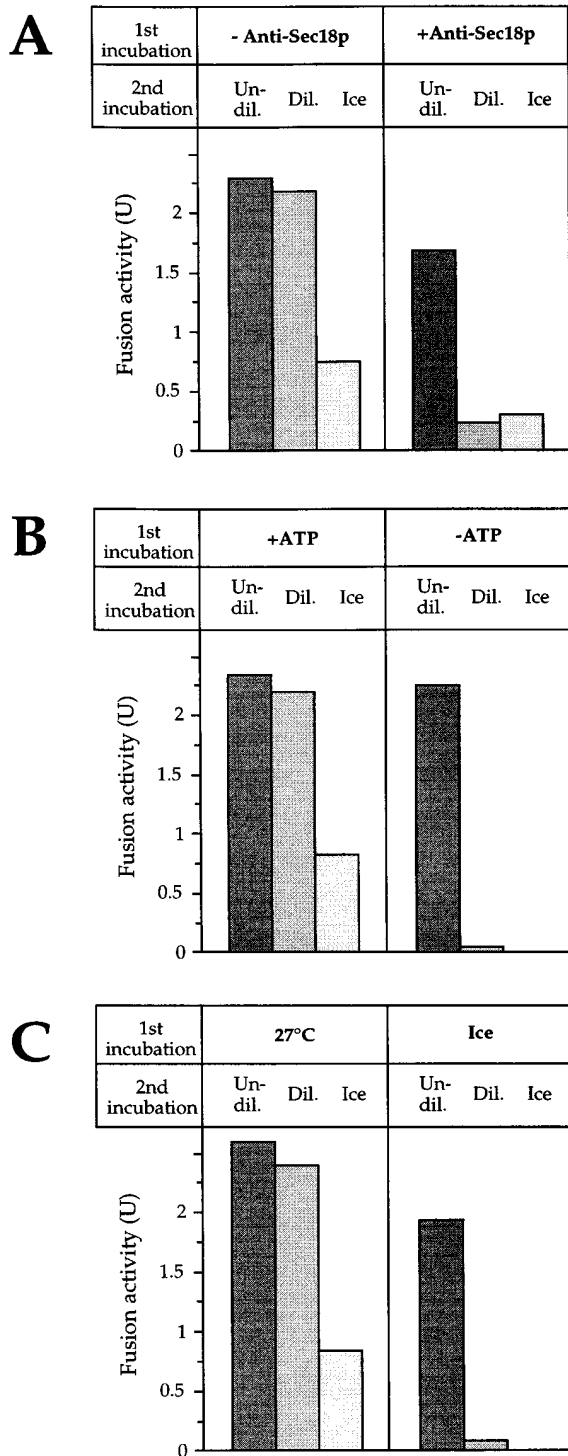 A
1st incubation - Anti-Sec18p +Anti-Sec18p
2nd incubation Un-dil. Dil. Ice Un-dil. Dil. Ice
Fusion activity (U)
2
1.5
1
0.5
0
B
1st incubation +ATP -ATP
2nd incubation Un-dil. Dil. Ice Un-dil. Dil. Ice
Fusion activity (U)
2
1.5
1
0.5
0
C
1st incubation 27°C Ice
2nd incubation Un-dil. Dil. Ice Un-dil. Dil. Ice
Fusion activity (U)
2
1.5
1
0.5
0